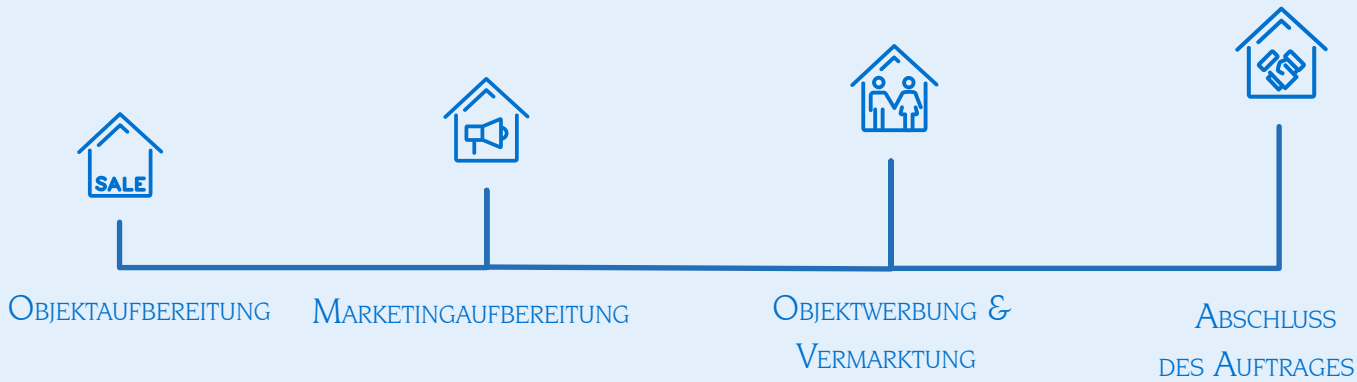 SALE
Objektaufbereitung
Marketingaufbereitung
Objektwerbung &
Vermarktung
Abschluss
des Auftrages